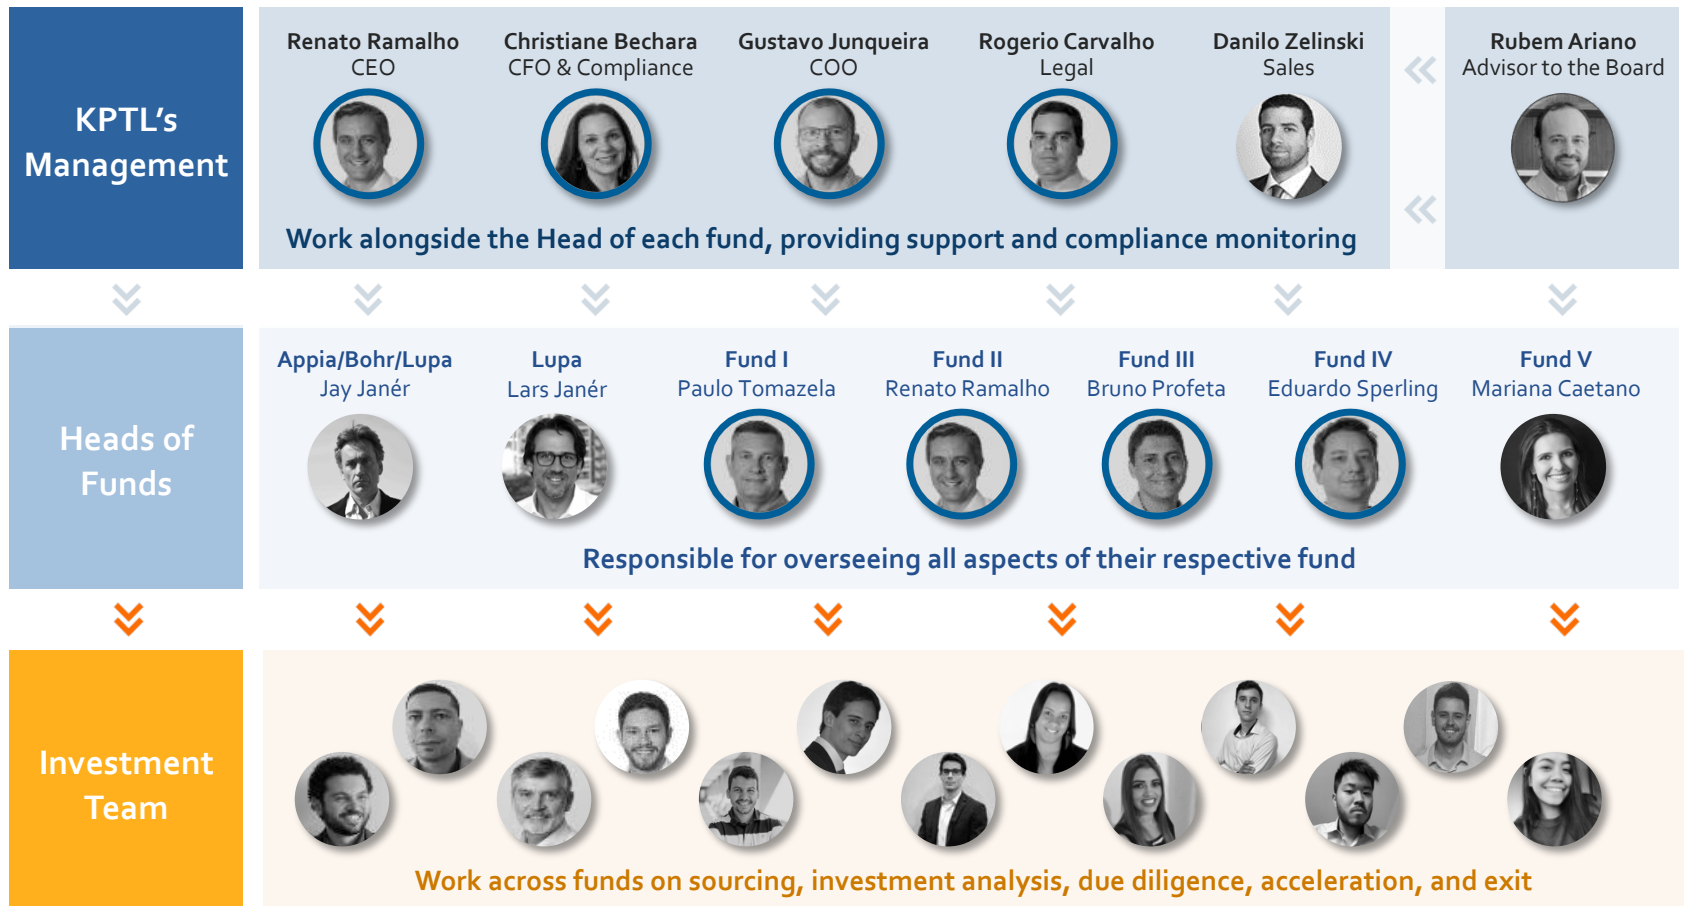 KPTL's
Management
Renato Ramalho
CEO
Christiane Bechara
CFO & Compliance
Gustavo Junqueira
COO
Rogerio Carvalho
Legal
Danilo Zelinski
Sales
Rubem Ariano
Advisor to the Board
Work alongside the Head of each fund, providing support and compliance monitoring
Heads of
Funds
Appia/Bohr/Lupa
Jay Janér
Lupa
Lars Janér
Fund I
Paulo Tomazela
Fund II
Renato Ramalho
Fund III
Bruno Profeta
Fund IV
Eduardo Sperling
Fund V
Mariana Caetano
Responsible for overseeing all aspects of their respective fund
Investment
Team
Work across funds on sourcing, investment analysis, due diligence, acceleration, and exit